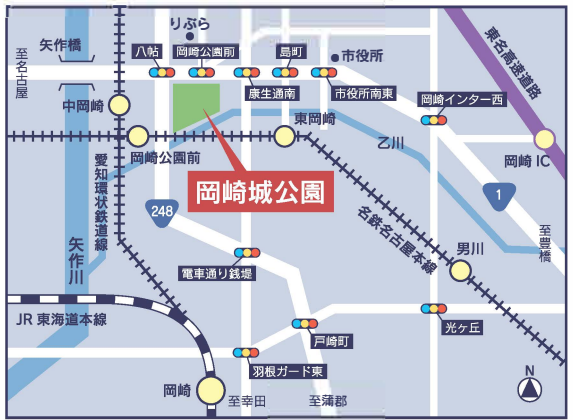 りぶら
矢作橋
八帖
岡崎公園前
島町
市役所
至名古屋
康生通南
市役所南東
東名高速道路
岡崎インター西
中岡崎
岡崎公園前
東岡崎
乙川
岡崎IC
愛知環状鉄道線
岡崎城公園
248
1
名鉄名古屋本線
至豊橋
矢作川
男川
電車通り銭堤
JR東海道本線
戸崎町
光ヶ丘
羽根ガード東
岡崎
至幸田
至蒲郡
N